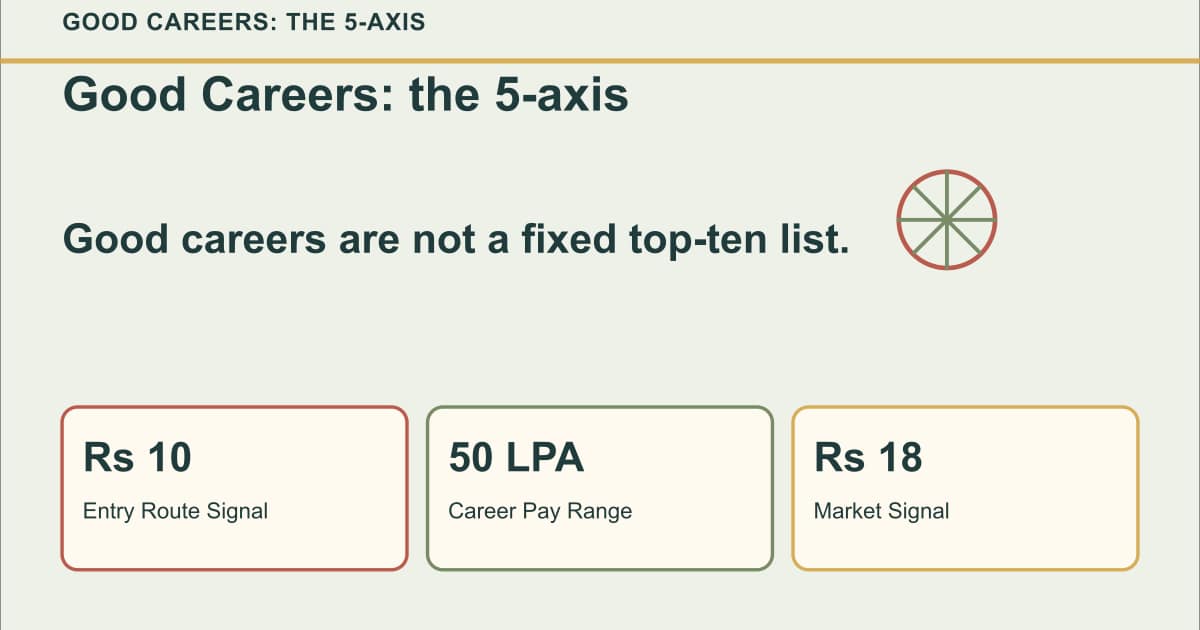 GOOD CAREERS: THE 5-AXIS
Good Careers: the 5-axis
Good careers are not a fixed top-ten list.
Rs 10
Entry Route Signal
50 LPA
Career Pay Range
Rs 18
Market Signal